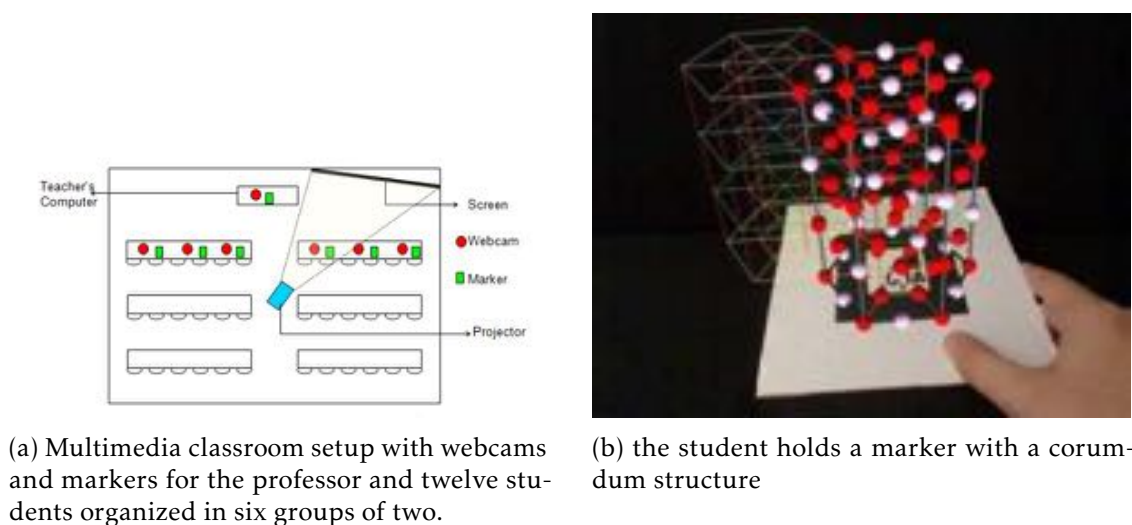 Teacher's
Computer
Screen
Webcam
Marker
Projector
(a) Multimedia classroom setup with webcams
and markers for the professor and twelve stu-
dents organized in six groups of two.
(b) the student holds a marker with a corum-
dum structure